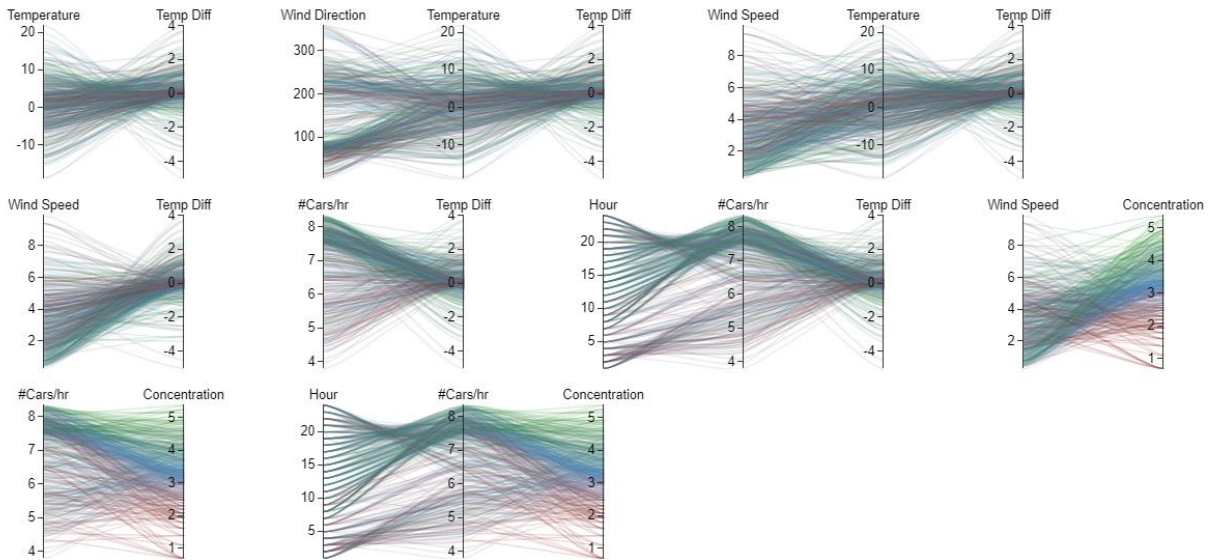 Temperature Temp Diff Wind Direction Temperature Temp Diff Wind Speed Temperature Temp Diff
20 4 300 20 4 8 20 4
10 2 200 10 2 6 10 2
0 0 100 0 0 4 0 0
-10 -2 -10 -2 2 -10 -2
-4 -4 -4
Wind Speed Temp Diff #Cars/hr Temp Diff Hour #Cars/hr Temp Diff Wind Speed Concentration
8 4 8 4 20 8 4 8 5
6 2 7 2 15 7 2 6 4
4 0 6 0 10 6 0 4 3
2 -2 5 -2 5 5 -2 2 2
-4 4 -4 4 -4 1
#Cars/hr Concentration Hour #Cars/hr Concentration
8 5 20 8 5
7 4 15 7 4
6 3 10 6 3
5 2 5 5 2
4 1 4 1